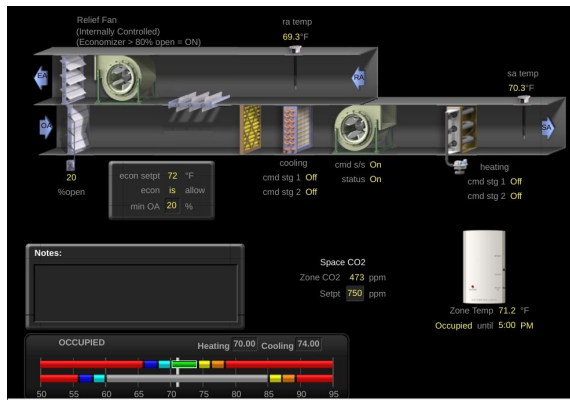 Relief Fan
(Internally Controlled)
(Economizer > 80% open = ON)
ra temp
69.3°F
sa temp
70.3°F
EA
RA
OA
SA
20
%open
econ setpt 72 °F
econ is allow
min OA 20 %
cooling
cmd stg 1 Off
cmd stg 2 Off
cmd s/s On
status On
heating
cmd stg 1 Off
cmd stg 2 Off
Notes:
Space CO2
Zone CO2 473 ppm
Setpt 750 ppm
Zone Temp 71.2 °F
Occupied until 5:00 PM
OCCUPIED
Heating 70.00 Cooling 74.00
50 55 60 65 70 75 80 85 90 95